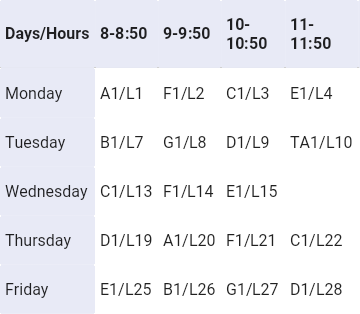 Days/Hours 8-8:50 9-9:50 10-10:50 11-11:50
Monday A1/L1 F1/L2 C1/L3 E1/L4
Tuesday B1/L7 G1/L8 D1/L9 TA1/L10
Wednesday C1/L13 F1/L14 E1/L15
Thursday D1/L19 A1/L20 F1/L21 C1/L22
Friday E1/L25 B1/L26 G1/L27 D1/L28